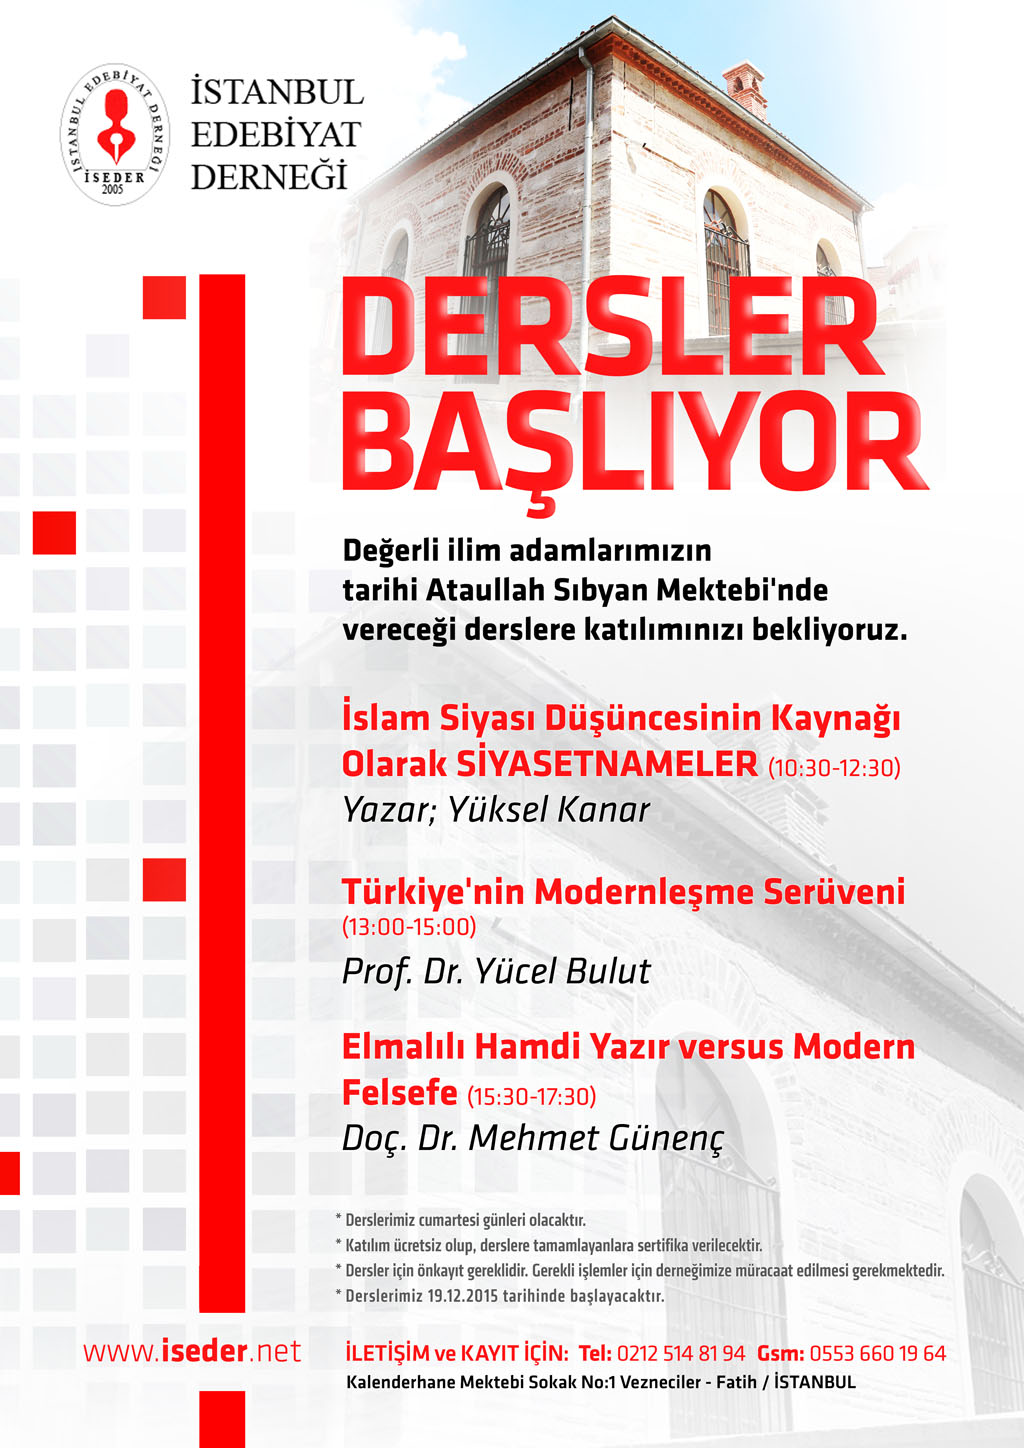 İSTANBUL EDEBİYAT DERNEĞİ
İSEDER
2005
İSTANBUL
EDEBİYAT
DERNEĞİ
DERSLER
BAŞLIYOR
Değerli ilim adamlarımızın
tarihi Ataullah Sıbyan Mektebi'nde
vereceği derslere katılımınızı bekliyoruz.
İslam Siyası Düşüncesinin Kaynağı
Olarak SİYASETNAMELER (10:30-12:30)
Yazar; Yüksel Kanar
Türkiye'nin Modernleşme Serüveni
(13:00-15:00)
Prof. Dr. Yücel Bulut
Elmalılı Hamdi Yazır versus Modern
Felsefe (15:30-17:30)
Doç. Dr. Mehmet Günenç
* Derslerimiz cumartesi günleri olacaktır.
* Katılım ücretsiz olup, derslere tamamlayanlara sertifika verilecektir.
* Dersler için önkayıt gereklidir. Gerekli işlemler için derneğimize müracaat edilmesi gerekmektedir.
* Derslerimiz 19.12.2015 tarihinde başlayacaktır.
www.iseder.net
İLETİŞİM ve KAYIT İÇİN: Tel: 0212 514 81 94 Gsm: 0553 660 19 64
Kalenderhane Mektebi Sokak No:1 Vezneciler - Fatih / İSTANBUL